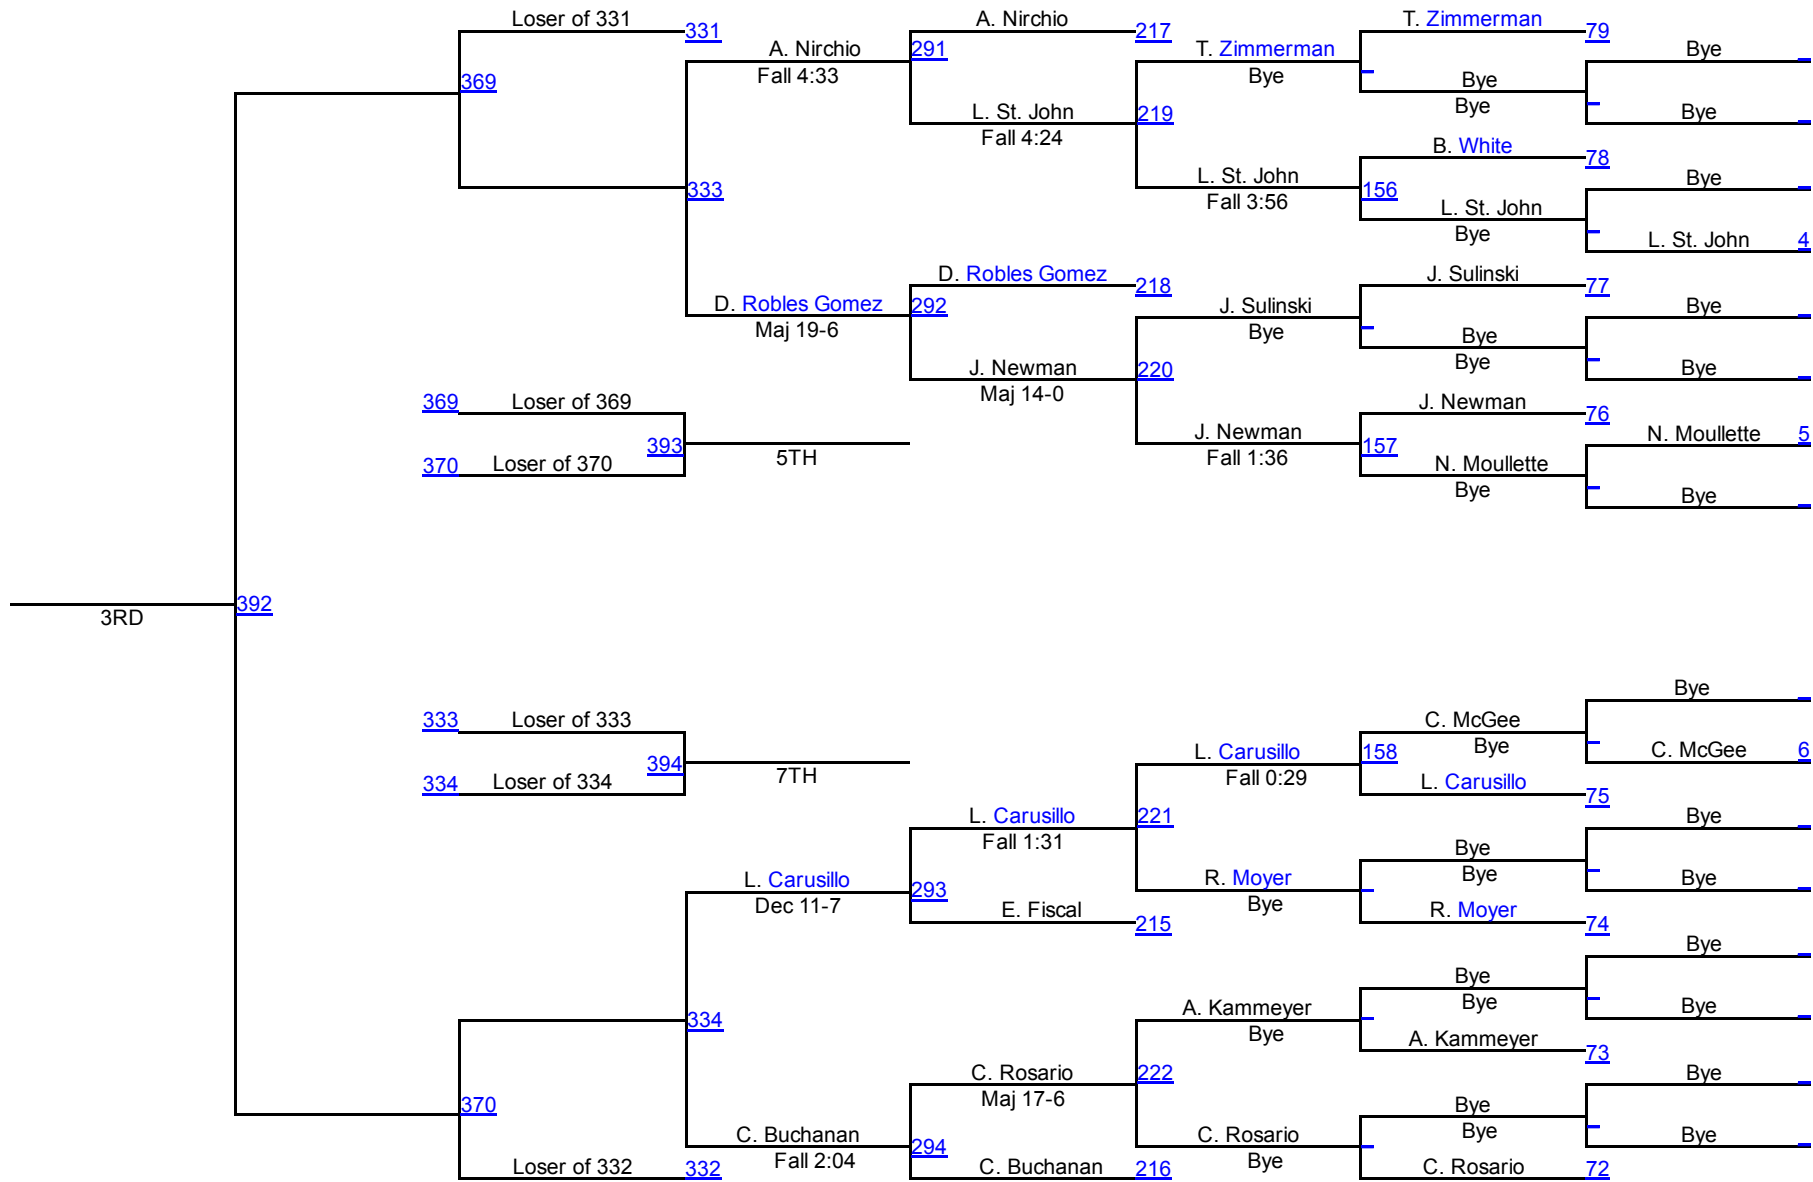 Loser of 331
331
A. Nirchio
217
T. Zimmerman
79
A. Nirchio
291
T. Zimmerman
Bye
Fall 4:33
Bye
369
Bye
L. St. John
219
Bye
Bye
Fall 4:24
B. White
78
L. St. John
156
Bye
333
Fall 3:56
L. St. John
Bye
L. St. John
4
D. Robles Gomez
218
J. Sulinski
77
D. Robles Gomez
292
J. Sulinski
Bye
Maj 19-6
Bye
Bye
J. Newman
220
Bye
Bye
Maj 14-0
369
Loser of 369
J. Newman
76
393
5TH
J. Newman
157
N. Moullette
5
370
Loser of 370
Fall 1:36
N. Moullette
Bye
Bye
392
3RD
Bye
333
Loser of 333
C. McGee
394
7TH
L. Carusillo
158
Bye
C. McGee
6
334
Loser of 334
Fall 0:29
L. Carusillo
75
L. Carusillo
221
Bye
Fall 1:31
Bye
L. Carusillo
293
R. Moyer
Bye
Bye
Dec 11-7
Bye
E. Fiscal
215
R. Moyer
74
Bye
Bye
334
A. Kammeyer
Bye
Bye
Bye
A. Kammeyer
73
C. Rosario
222
Bye
Maj 17-6
370
Bye
C. Buchanan
294
C. Rosario
Bye
Bye
Fall 2:04
Bye
Loser of 332
332
C. Buchanan
216
C. Rosario
72